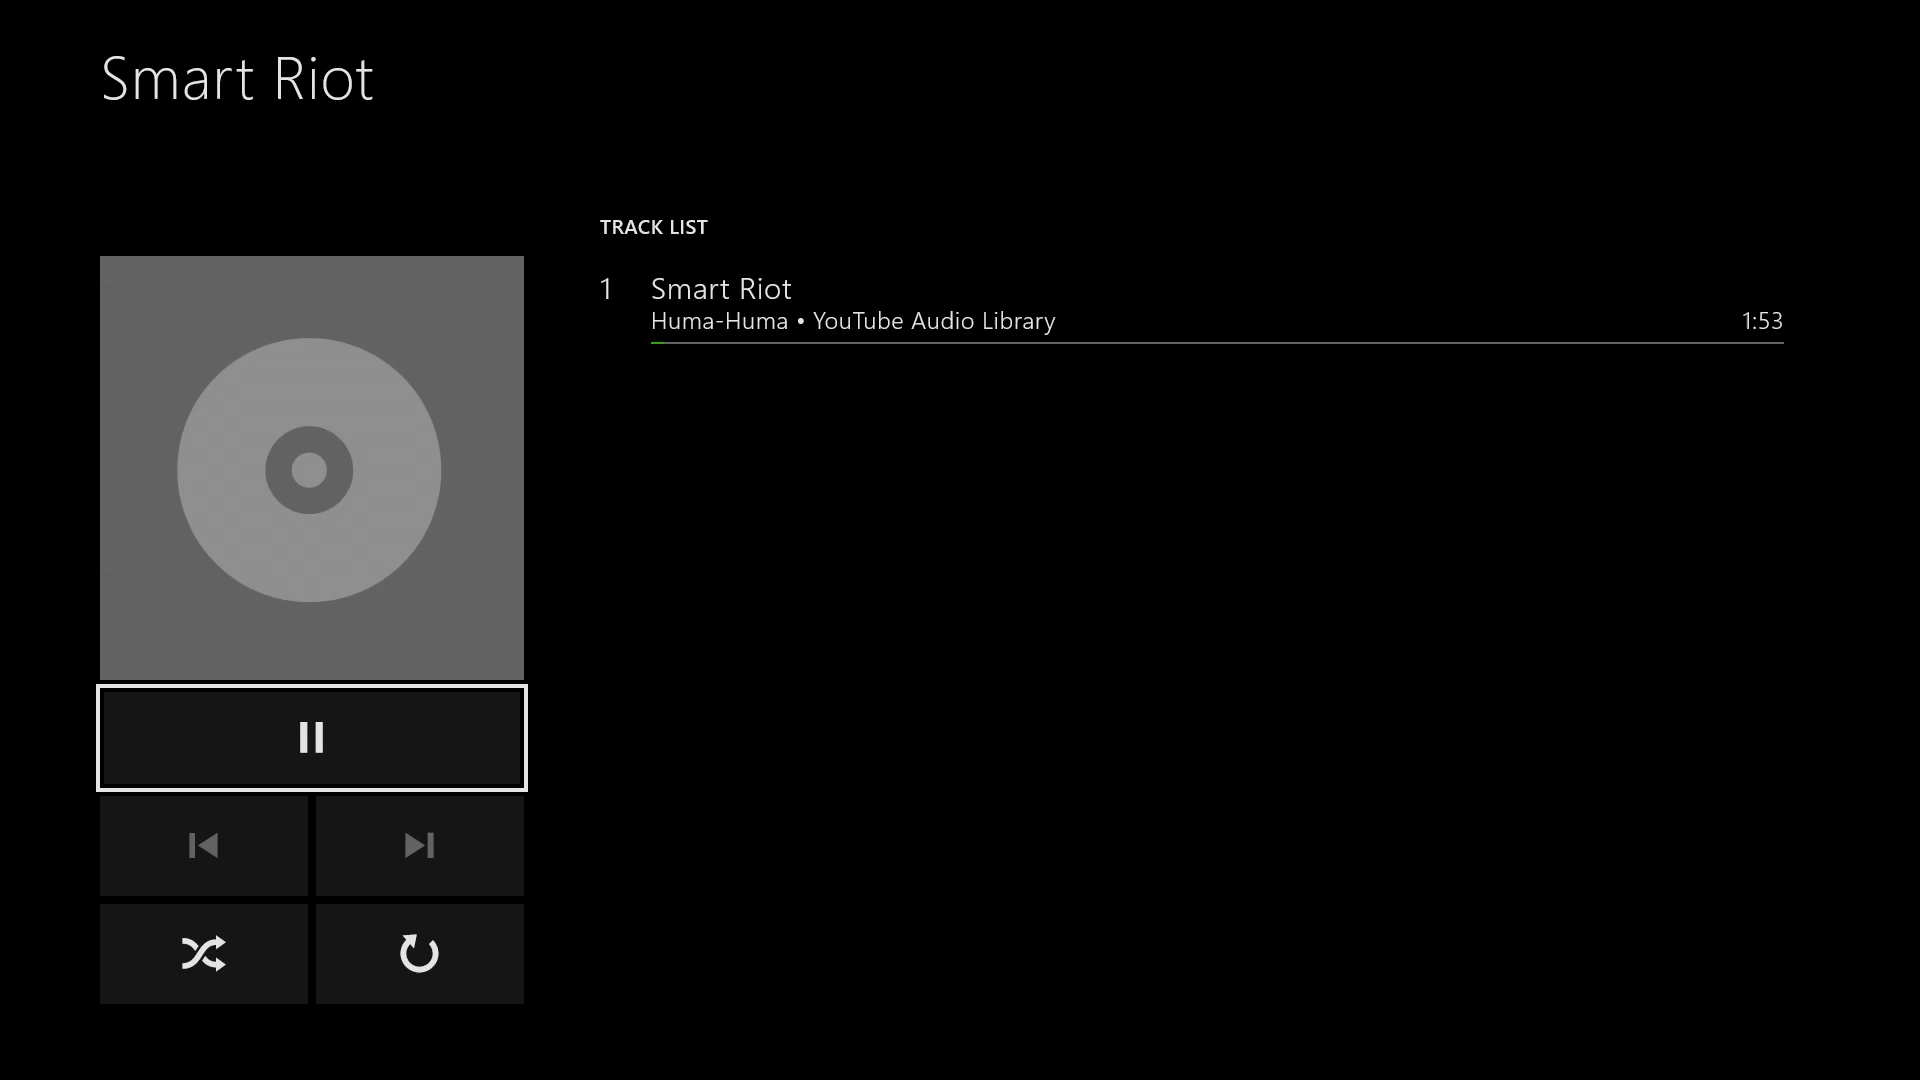 Smart Riot
TRACK LIST
1 Smart Riot
Huma-Huma • YouTube Audio Library 1:53